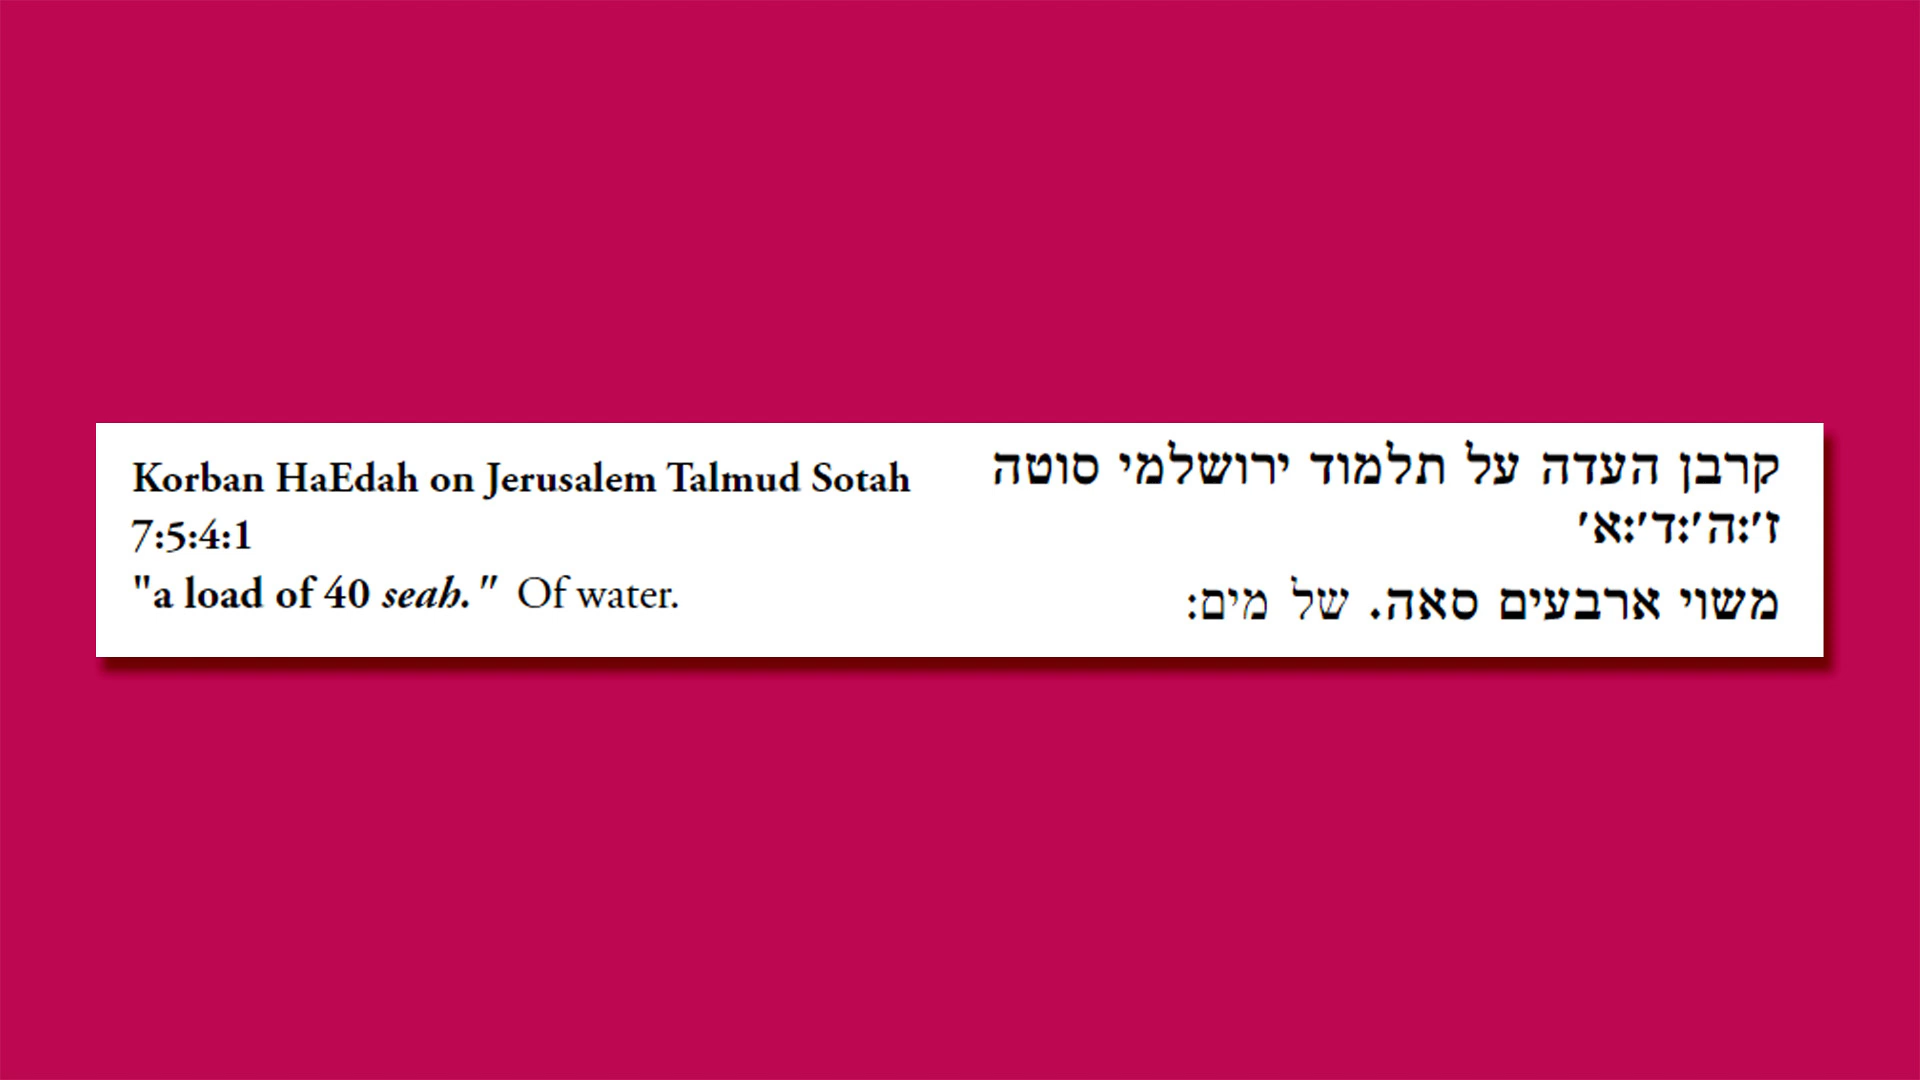 Korban HaEdah on Jerusalem Talmud Sotah
7:5:4:1
"a load of 40 seah." Of water.
קרבן העדה על תלמוד ירושלמי סוטה
ז׳:ה׳:ד׳:א׳
משוי ארבעים סאה. של מים: